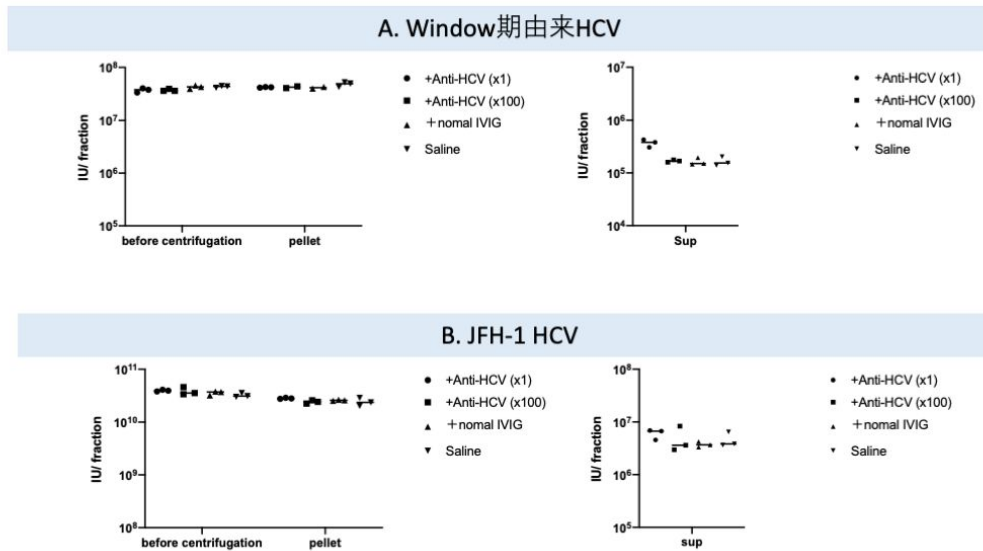 A. Window期由来HCV
10⁸
10⁷
10⁶
10⁵
IU/ fraction
before centrifugation
pellet
+Anti-HCV (x1)
+Anti-HCV (x100)
＋nomal IVIG
Saline
10⁷
10⁶
10⁵
10⁴
IU/ fraction
Sup
+Anti-HCV (x1)
+Anti-HCV (x100)
＋nomal IVIG
Saline
B. JFH-1 HCV
10¹¹
10¹⁰
10⁹
10⁸
IU/ fraction
before centrifugation
pellet
+Anti-HCV (x1)
+Anti-HCV (x100)
＋nomal IVIG
Saline
10⁸
10⁷
10⁶
10⁵
IU/ fraction
sup
+Anti-HCV (x1)
+Anti-HCV (x100)
＋nomal IVIG
Saline